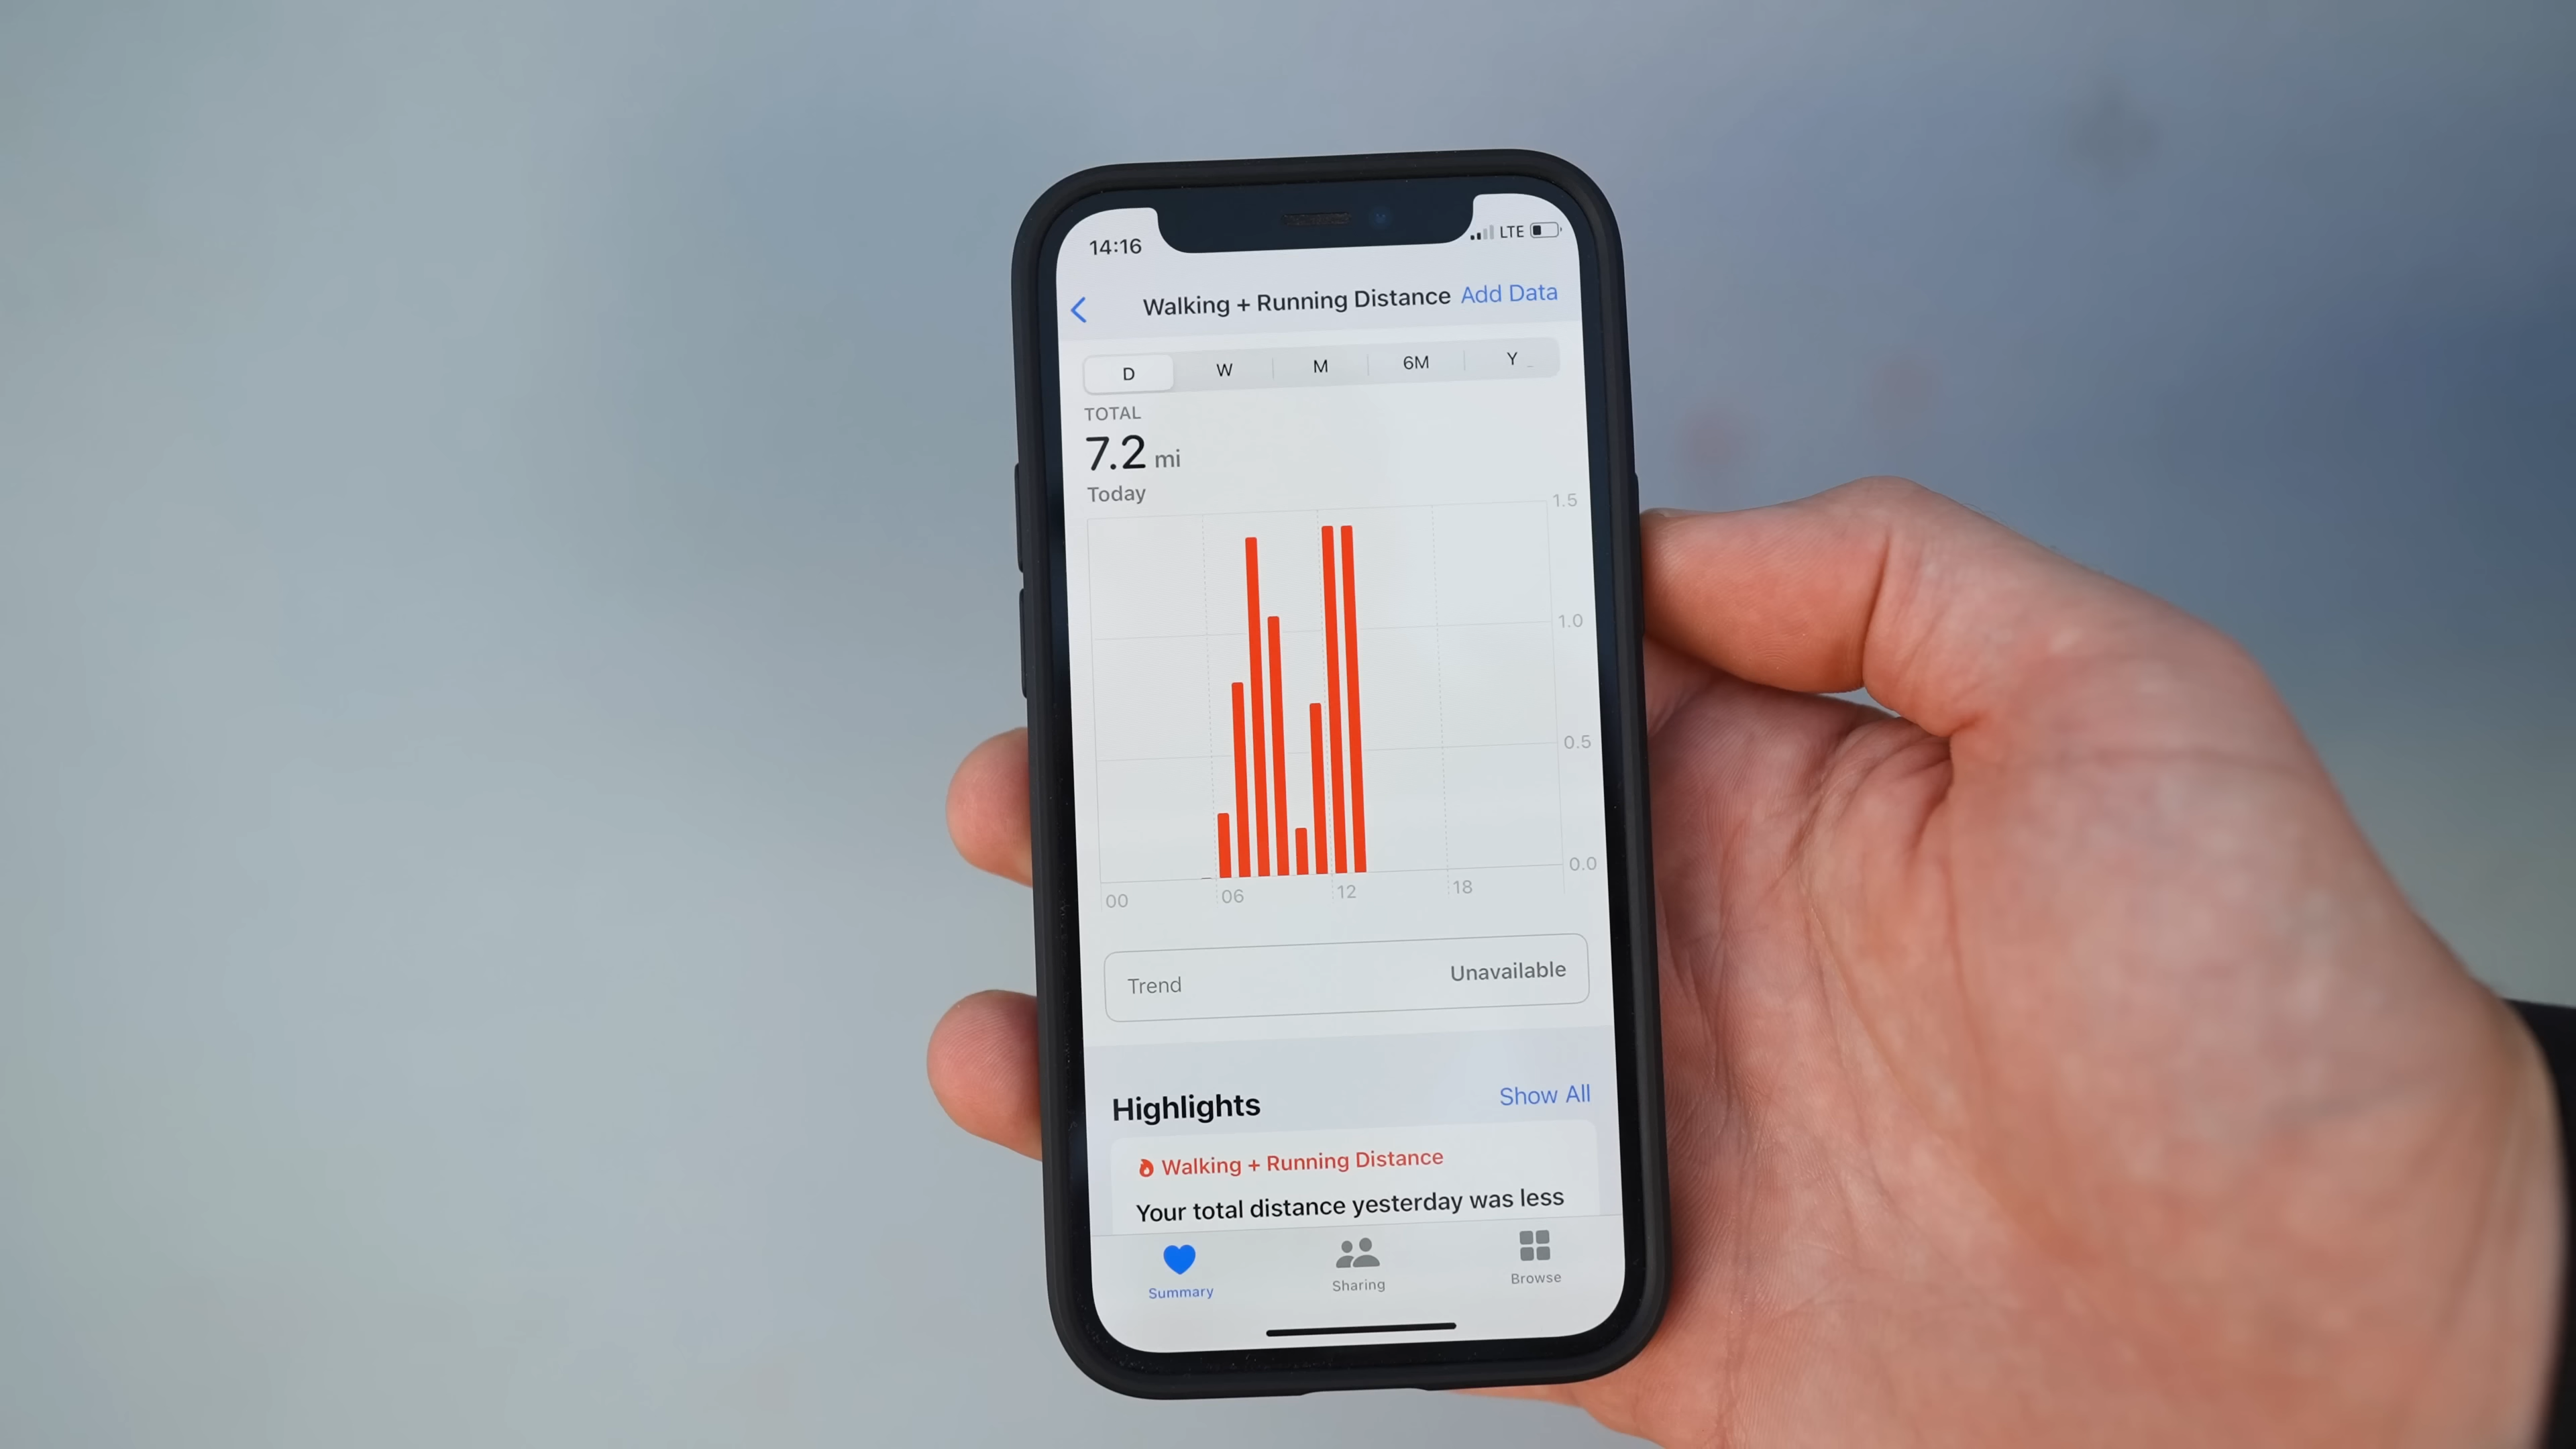 14:16 LTE
Walking + Running Distance Add Data
D W M 6M Y
TOTAL
7.2 mi
Today
1.5
1.0
0.5
0.0
00 06 12 18
Trend Unavailable
Highlights Show All
Walking + Running Distance
Your total distance yesterday was less
Summary Sharing Browse